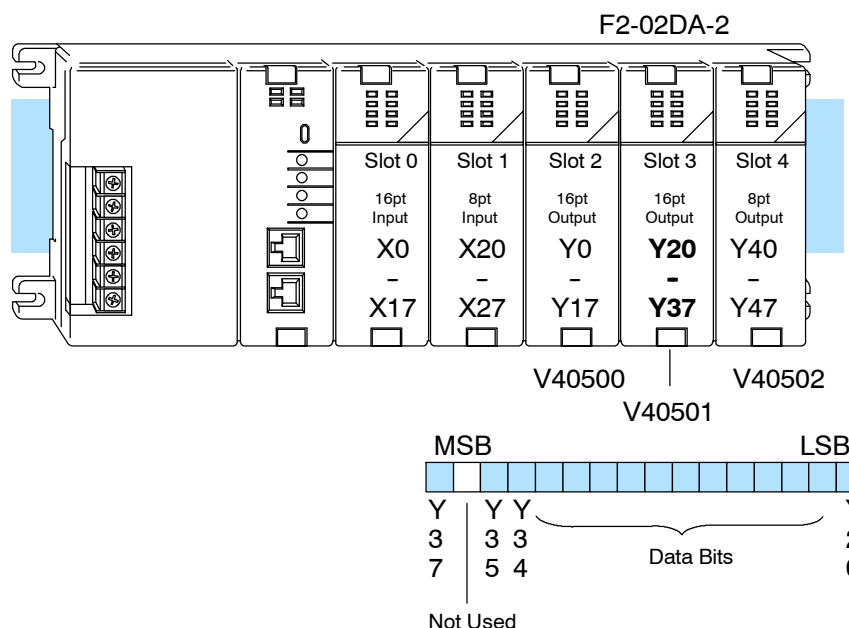 F2-02DA-2
Slot 0 Slot 1 Slot 2 Slot 3 Slot 4
16pt 8pt 16pt 16pt 8pt
Input Input Output Output Output
X0 X20 Y0 Y20 Y40
– – – – –
X17 X27 Y17 Y37 Y47
V40500 V40502
V40501
MSB LSB
Y Y Y
3 3 3
7 5 4
Data Bits
Not Used